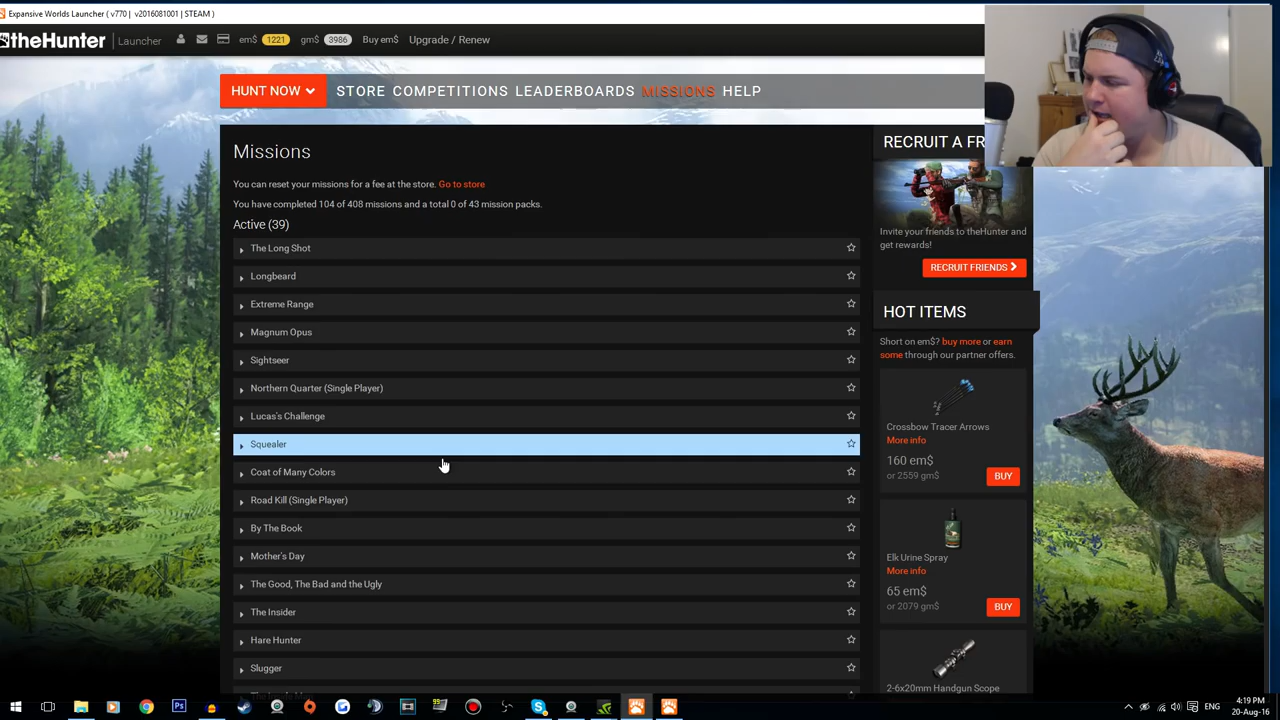 Expansive Worlds Launcher ( v770 | v2016081001 | STEAM )
theHunter Launcher em$ 1221 gm$ 3986 Buy em$ Upgrade / Renew
HUNT NOW STORE COMPETITIONS LEADERBOARDS MISSIONS HELP
Missions
You can reset your missions for a fee at the store. Go to store
You have completed 104 of 408 missions and a total 0 of 43 mission packs.
Active (39)
The Long Shot
Longbeard
Extreme Range
Magnum Opus
Sightseer
Northern Quarter (Single Player)
Lucas's Challenge
Squealer
Coat of Many Colors
Road Kill (Single Player)
By The Book
Mother's Day
The Good, The Bad and the Ugly
The Insider
Hare Hunter
Slugger
RECRUIT A FR
Invite your friends to theHunter and
get rewards!
RECRUIT FRIENDS
HOT ITEMS
Short on em$? buy more or earn
some through our partner offers.
Crossbow Tracer Arrows
More info
160 em$
or 2559 gm$
BUY
Elk Urine Spray
More info
65 em$
or 2079 gm$
BUY
2-6x20mm Handgun Scope
ENG
4:19 PM
20-Aug-16